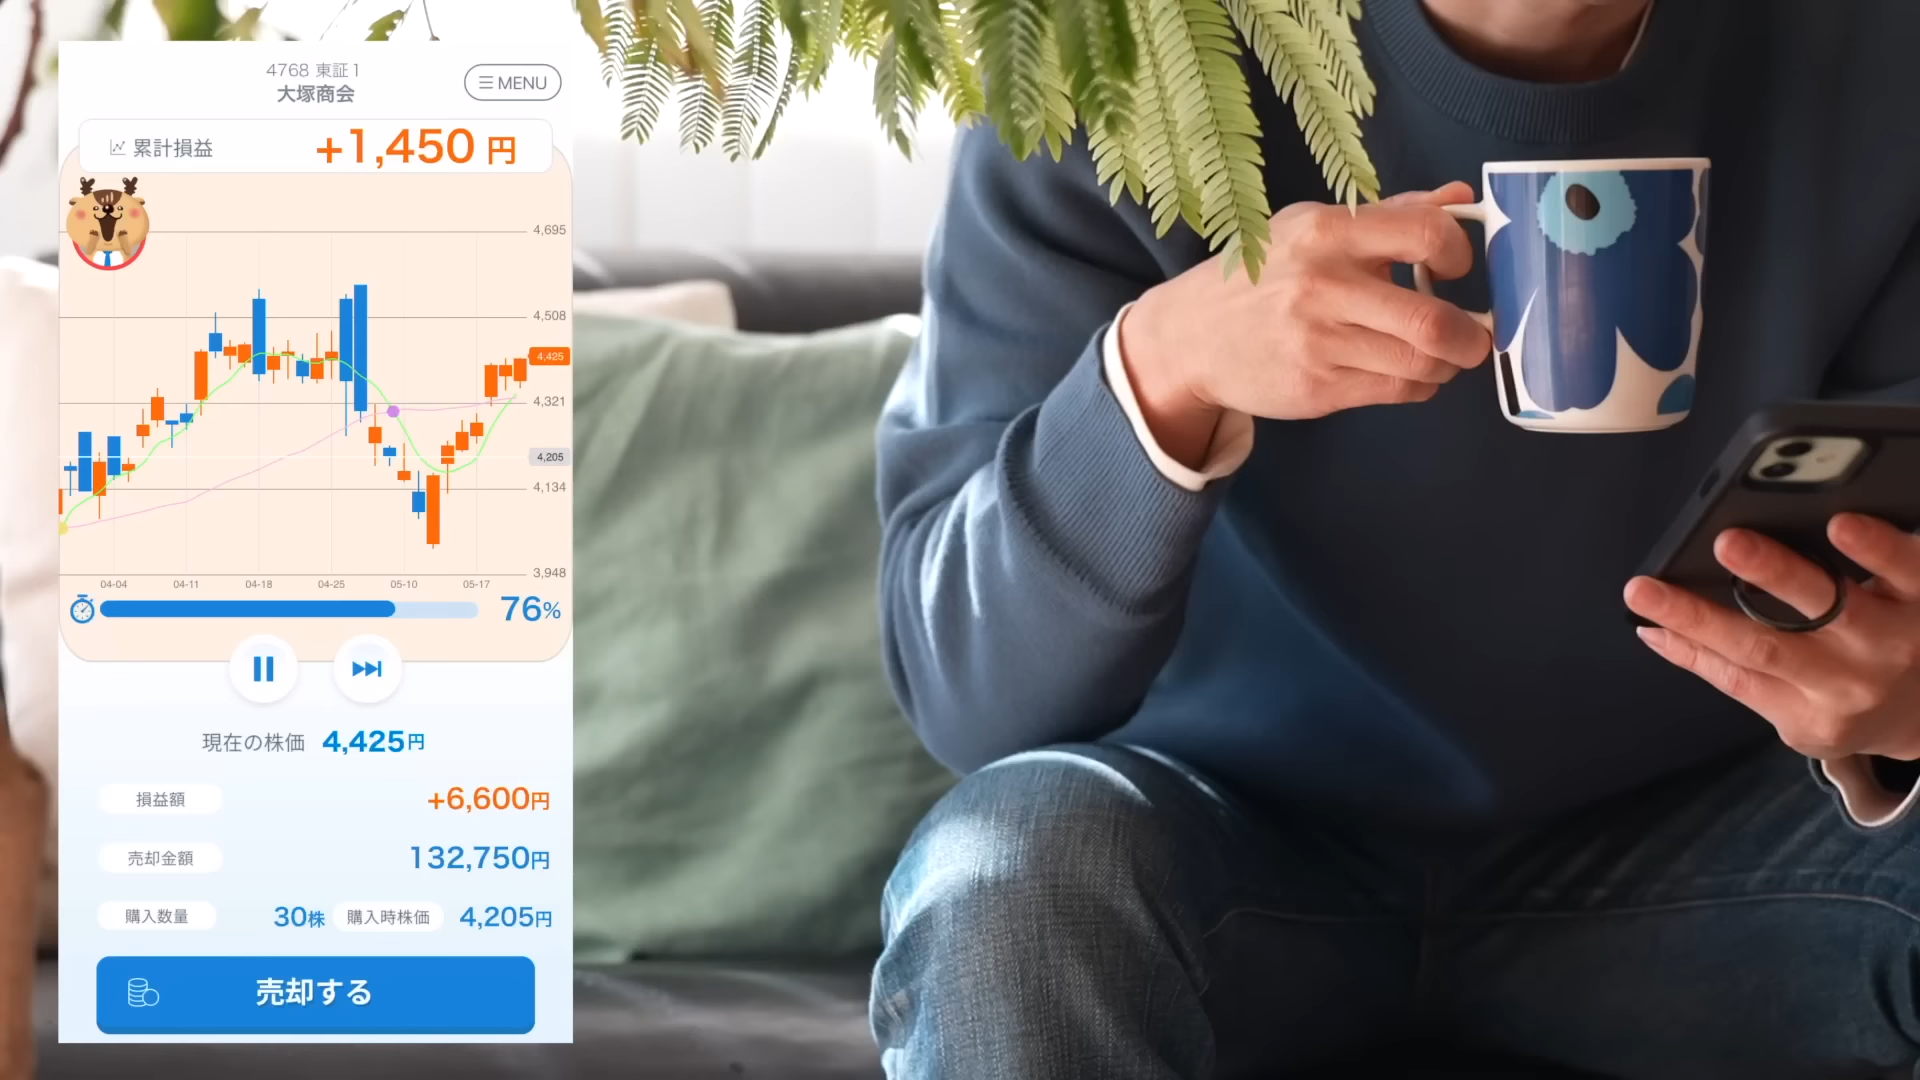 4768 東証1
大塚商会
MENU
累計損益 +1,450 円
4,695
4,508
4,425
4,321
4,205
4,134
3,948
04-04 04-11 04-18 04-25 05-10 05-17
76%
現在の株価 4,425円
損益額 +6,600円
売却金額 132,750円
購入数量 30株 購入時株価 4,205円
売却する